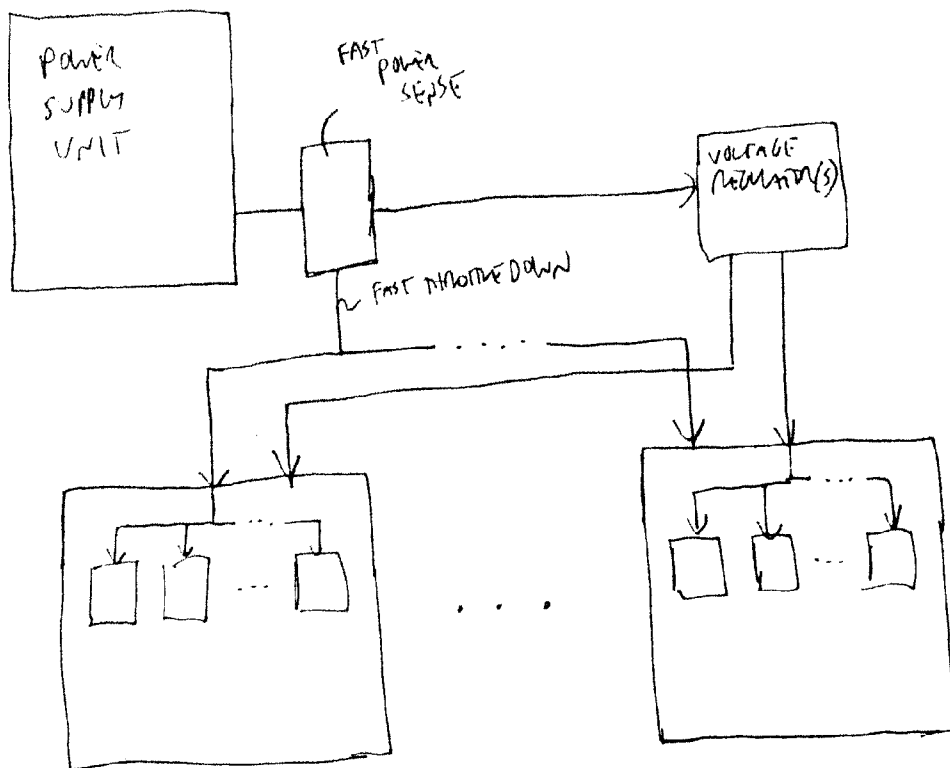 POWER
SUPPLY
UNIT
FAST
POWER
SENSE
VOLTAGE
REGULATOR(S)
FAST THROTTLE DOWN